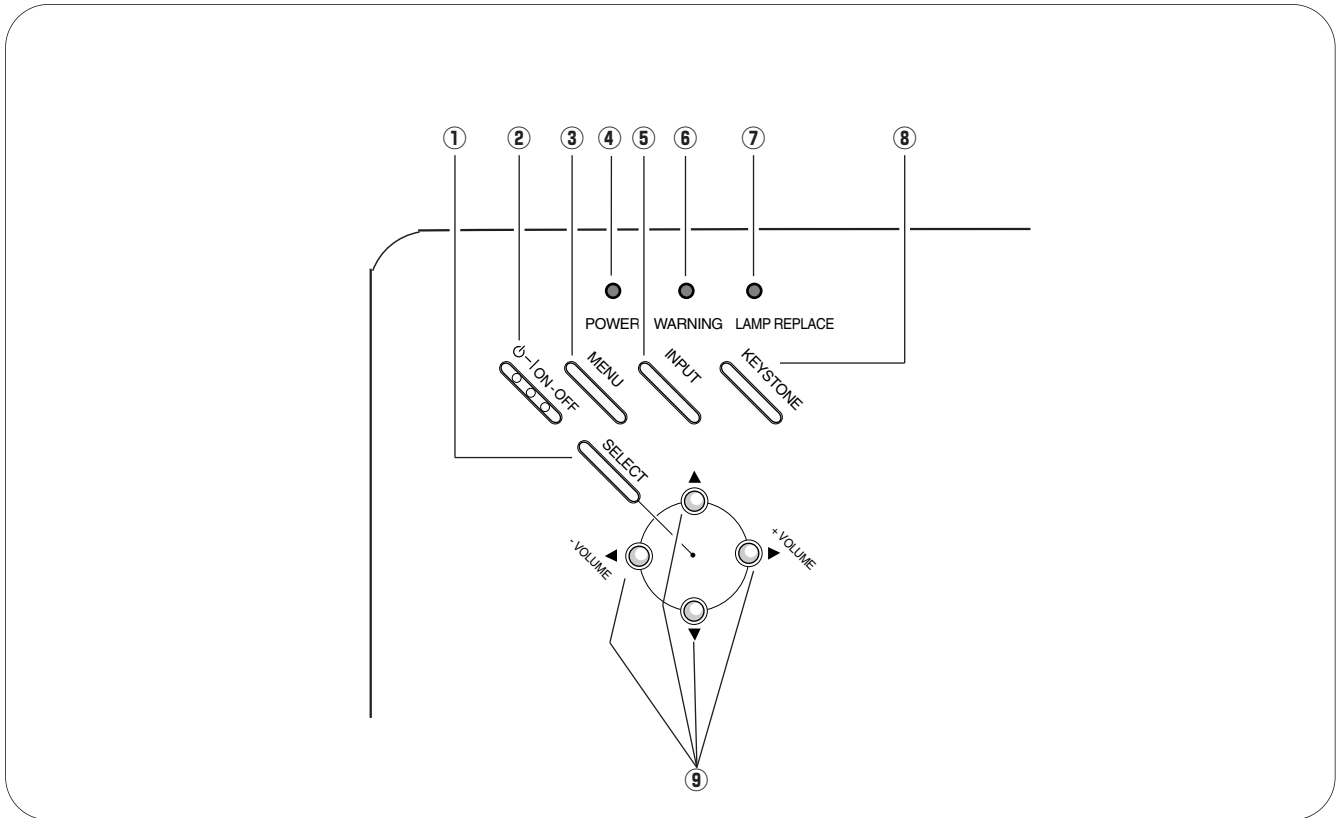 ① ② ③ ④ ⑤ ⑥ ⑦ ⑧
POWER WARNING LAMP REPLACE
⏻–I ON - OFF
MENU
INPUT
KEYSTONE
SELECT
▲
- VOLUME ◀
▶ + VOLUME
▼
⑨